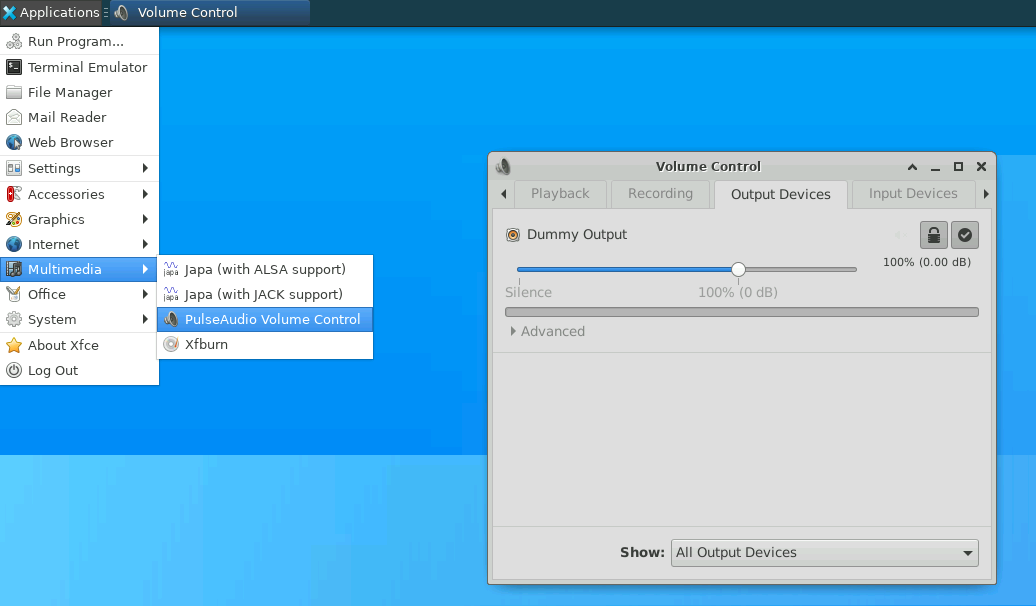 Applications
Volume Control
Run Program...
Terminal Emulator
File Manager
Mail Reader
Web Browser
Settings
Accessories
Graphics
Internet
Multimedia
Office
System
About Xfce
Log Out
japa Japa (with ALSA support)
japa Japa (with JACK support)
PulseAudio Volume Control
Xfburn
Volume Control
Playback Recording Output Devices Input Devices
Dummy Output
100% (0.00 dB)
Silence 100% (0 dB)
Advanced
Show: All Output Devices